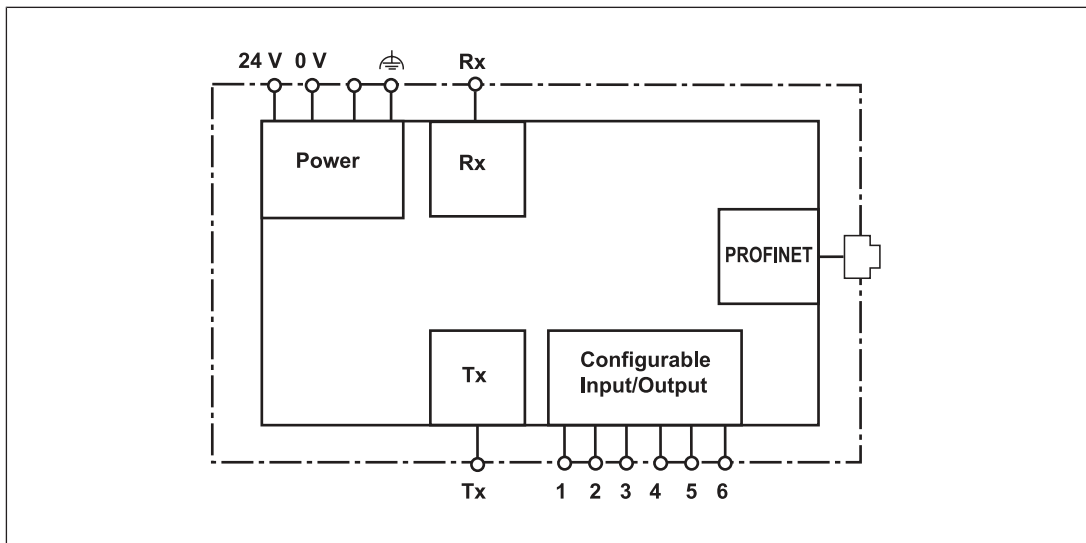 24 V 0 V
Rx
Power
Rx
PROFINET
Tx
Configurable
Input/Output
Tx
1 2 3 4 5 6